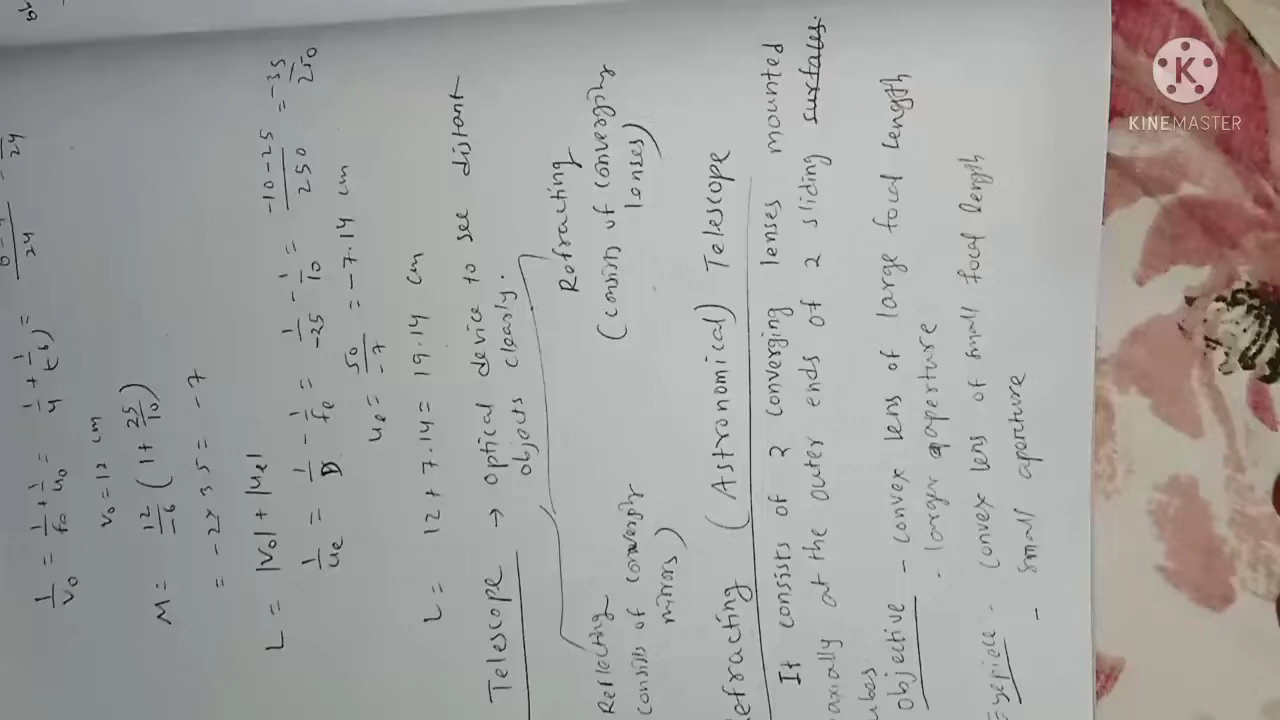 1/v₀ = 1/f₀ + 1/u₀ = 1/4 + 1/(-6) =
v₀ = 12 cm
M = 12/-6 (1 + 25/10)
= -2 × 3.5 = -7
L = |v₀| + |uₑ|
1/uₑ = 1/D - 1/fₑ = 1/-25 - 1/10 = -10-25/250 = -35/250
uₑ = 50/-7 = -7.14 cm
L = 12 + 7.14 = 19.14 cm
Telescope → optical device to see distant
objects clearly.
Reflecting
consists of converging
mirrors)
Refracting
(consists of converging
lenses)
efracting (Astronomical) Telescope
It consists of 2 converging lenses mounted
axially at the outer ends of 2 sliding surfaces.
ubes
objective - convex lens of large focal length
- larger aperture
Eyepiece - convex lens of small focal length
- small aperture
KINEMASTER